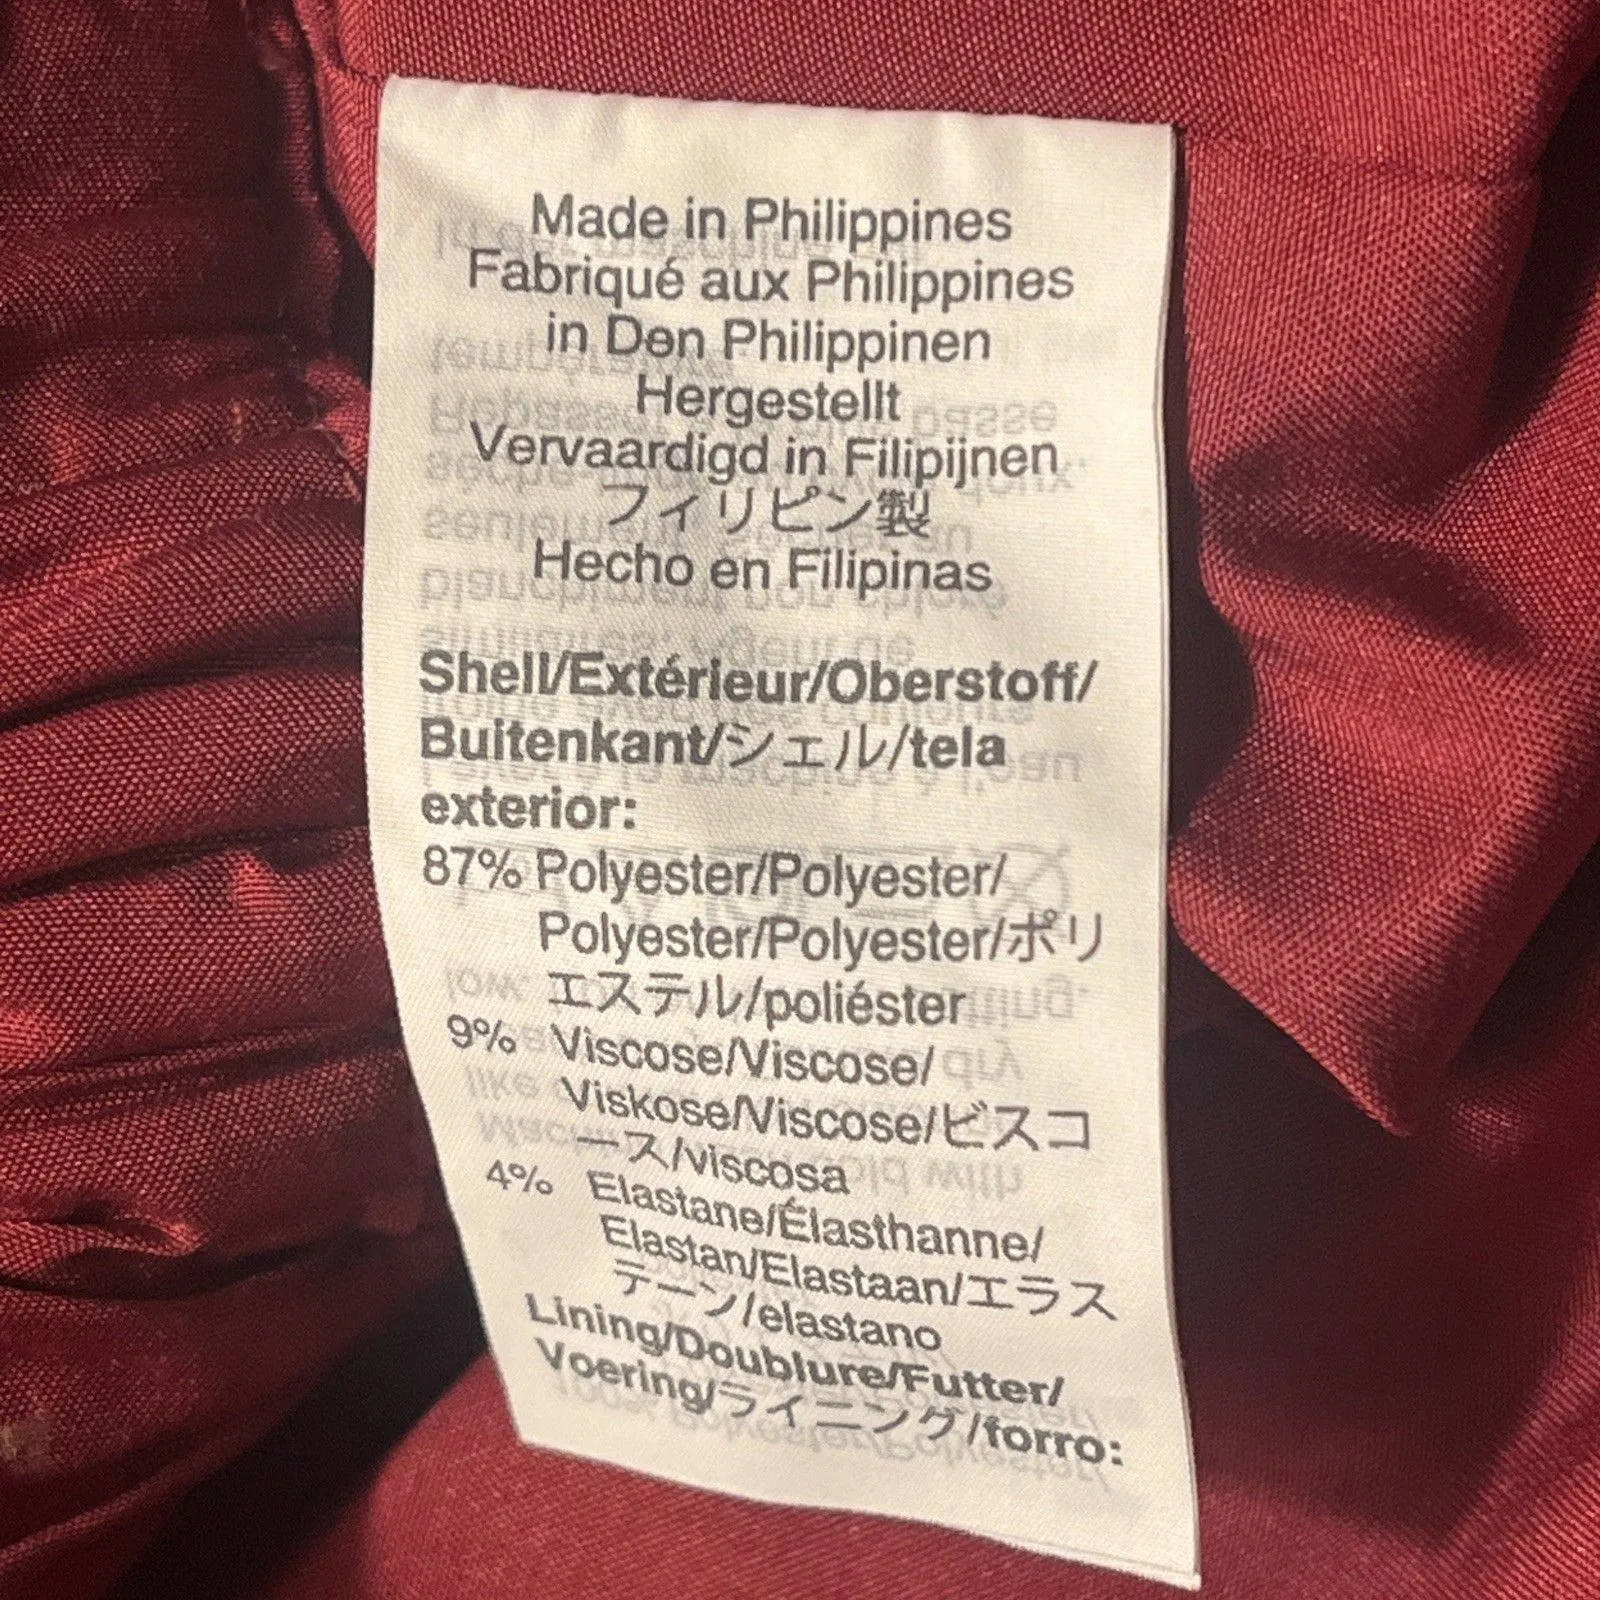 Made in Philippines
Fabriqué aux Philippines
in Den Philippinen
Hergestellt
Vervaardigd in Filipijnen
フィリピン製
Hecho en Filipinas
Shell/Extérieur/Oberstoff/
Buitenkant/シェル/tela
exterior:
87% Polyester/Polyester/
Polyester/Polyester/ポリ
エステル/poliéster
9% Viscose/Viscose/
Viskose/Viscose/ビスコ
ース/viscosa
4% Elastane/Élasthanne/
Elastan/Elastaan/エラス
テーン/elastano
Lining/Doublure/Futter/
Voering/ライニング/forro: